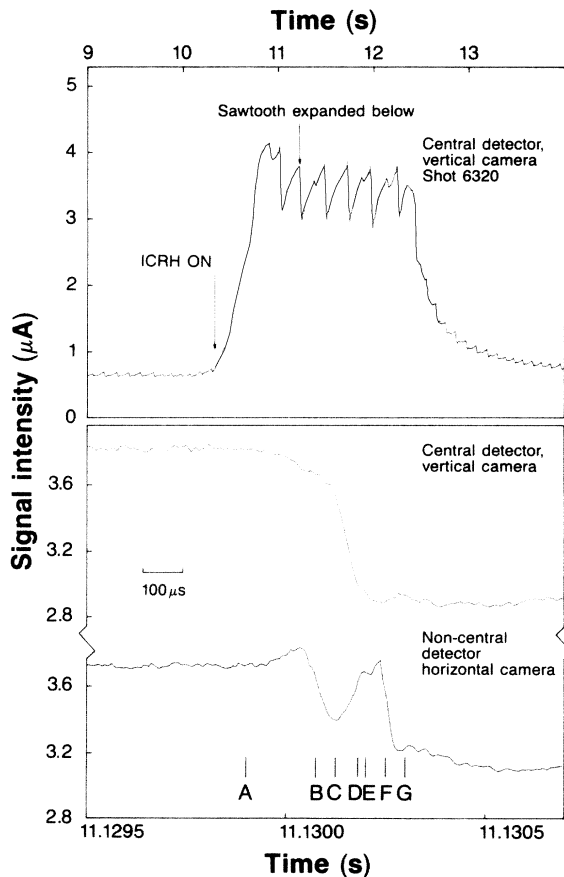 Time (s)
9 10 11 12 13
5
4
3
2
1
0
Sawtooth expanded below
Central detector,
vertical camera
Shot 6320
ICRH ON
Signal intensity (μA)
Central detector,
vertical camera
3.6
3.2
2.8
100 μs
Non-central
detector
horizontal camera
3.6
3.2
2.8
A B C D E F G
11.1295 11.1300 11.1305
Time (s)